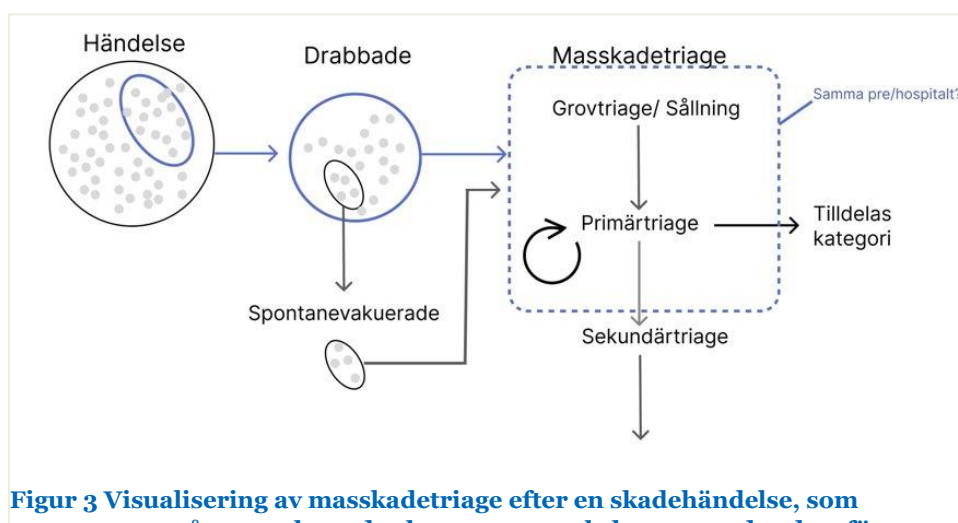 Händelse
Drabbade
Masskadetriage
Samma pre/hospitalt?
Grovtriage/ Sållning
Primärtriage
Tilldelas
kategori
Spontanevakuerade
Sekundärtriage
Figur 3 Visualisering av masskadetriage efter en skadehändelse, som